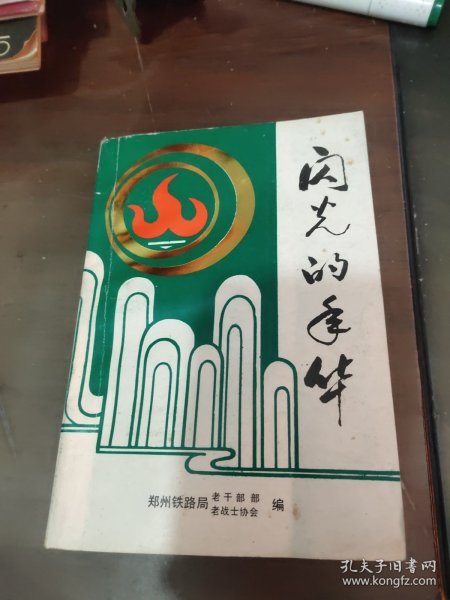 5
闪光的年华
郑州铁路局 老干部部 编
老战士协会
孔夫子旧书网
www.kongfz.com